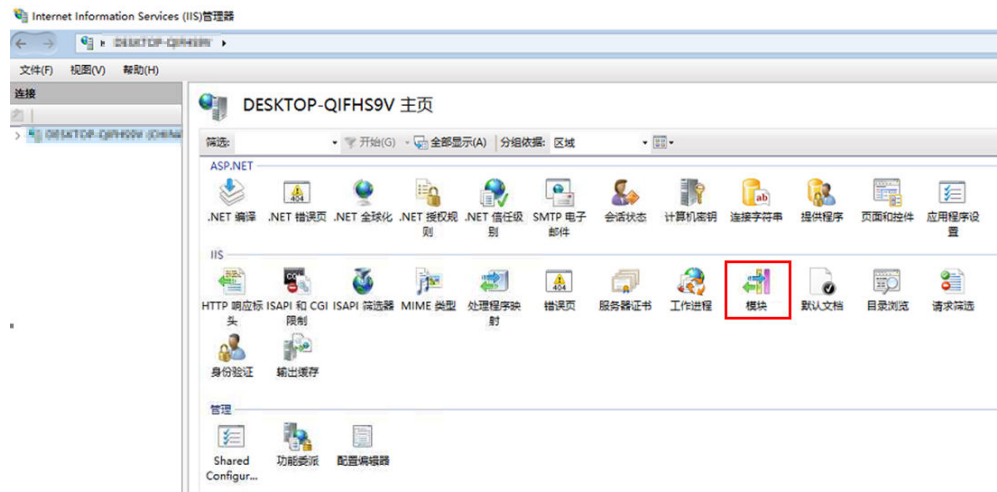 Internet Information Services (IIS)管理器
文件(F) 视图(V) 帮助(H)
连接
DESKTOP-QIFHS9V 主页
筛选: 开始(G) 全部显示(A) 分组依据: 区域
ASP.NET
.NET 编译 .NET 错误页 .NET 全球化 .NET 授权规则 .NET 信任级别 SMTP 电子邮件 会话状态 计算机密钥 连接字符串 提供程序 页面和控件 应用程序设置
IIS
HTTP 响应标头 ISAPI 和 CGI 限制 ISAPI 筛选器 MIME 类型 处理程序映射 错误页 服务器证书 工作进程 模块 默认文档 目录浏览 请求筛选
身份验证 输出缓存
管理
Shared Configur... 功能委派 配置编辑器